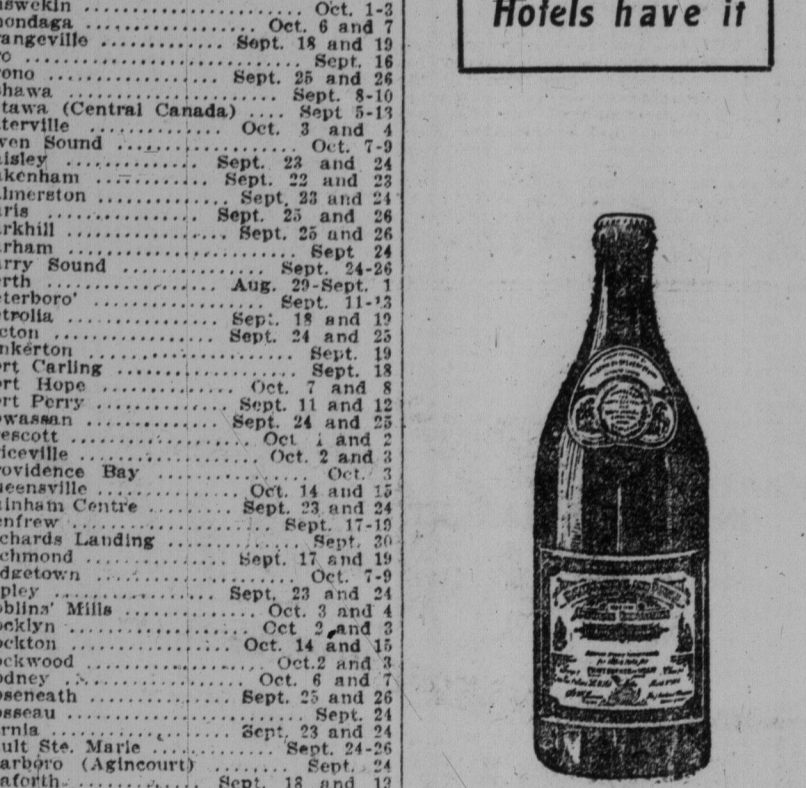 swekin .......... Oct. 1-3
ondaga .......... Oct. 6 and 7
angeville .......... Sept. 18 and 19
o .......... Sept. 16
ono .......... Sept. 25 and 26
hawa .......... Sept. 8-10
tawa (Central Canada) .... Sept 5-13
terville .......... Oct. 3 and 4
ven Sound .......... Oct. 7-9
isley .......... Sept. 23 and 24
kenham .......... Sept. 22 and 23
lmerston .......... Sept. 23 and 24
ris .......... Sept. 25 and 26
rkhill .......... Sept. 25 and 26
rham .......... Sept 24
rry Sound .......... Sept. 24-26
rth .......... Aug. 29-Sept. 1
terboro' .......... Sept. 11-13
trolia .......... Sept. 18 and 19
cton .......... Sept. 24 and 25
nkerton .......... Sept. 19
rt Carling .......... Sept. 18
rt Hope .......... Oct. 7 and 8
rt Perry .......... Sept. 11 and 12
wassan .......... Sept. 24 and 25
escott .......... Oct 1 and 2
iceville .......... Oct. 2 and 3
ovidence Bay .......... Oct. 3
eensville .......... Oct. 14 and 15
inham Centre .......... Sept. 23 and 24
nfrew .......... Sept. 17-19
chards Landing .......... Sept. 30
chmond .......... Sept. 17 and 19
dgetown .......... Oct. 7-9
pley .......... Sept. 23 and 24
blins' Mills .......... Oct. 3 and 4
ocklyn .......... Oct 2 and 3
ockton .......... Oct. 14 and 15
ckwood .......... Oct.2 and 3
dney .......... Oct. 6 and 7
seneath .......... Sept. 25 and 26
sseau .......... Sept. 24
rnia .......... Sept. 23 and 24
ult Ste. Marie .......... Sept. 24-26
arboro (Agincourt) ........ Sept. 24
aforth .......... Sept. 18 and 19
Hotels have it